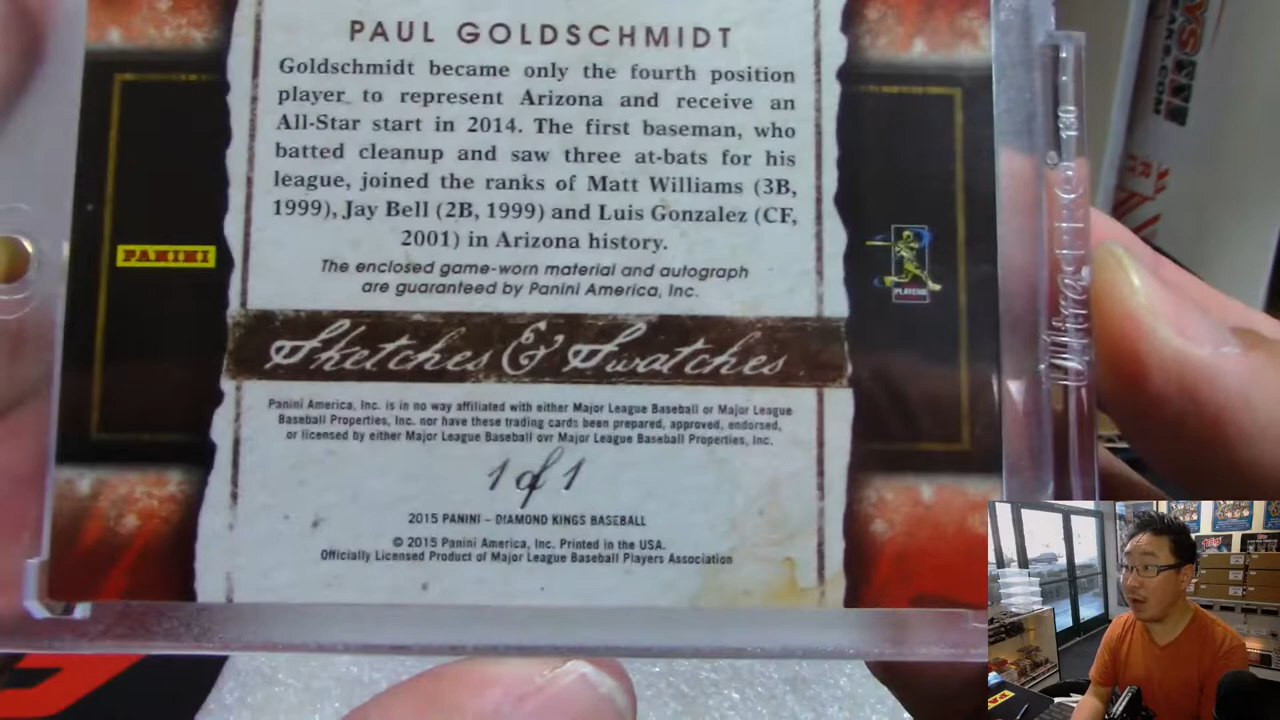 PAUL GOLDSCHMIDT
Goldschmidt became only the fourth position
player to represent Arizona and receive an
All-Star start in 2014. The first baseman, who
batted cleanup and saw three at-bats for his
league, joined the ranks of Matt Williams (3B,
1999), Jay Bell (2B, 1999) and Luis Gonzalez (CF,
2001) in Arizona history.
The enclosed game-worn material and autograph
are guaranteed by Panini America, Inc.
PANINI
PLAYERS
Sketches & Swatches
Panini America, Inc. is in no way affiliated with either Major League Baseball or Major League
Baseball Properties, Inc. nor have these trading cards been prepared, approved, endorsed,
or licensed by either Major League Baseball ovr Major League Baseball Properties, Inc.
1 of 1
2015 PANINI – DIAMOND KINGS BASEBALL
© 2015 Panini America, Inc. Printed in the USA.
Officially Licensed Product of Major League Baseball Players Association
Ultra PRO 130